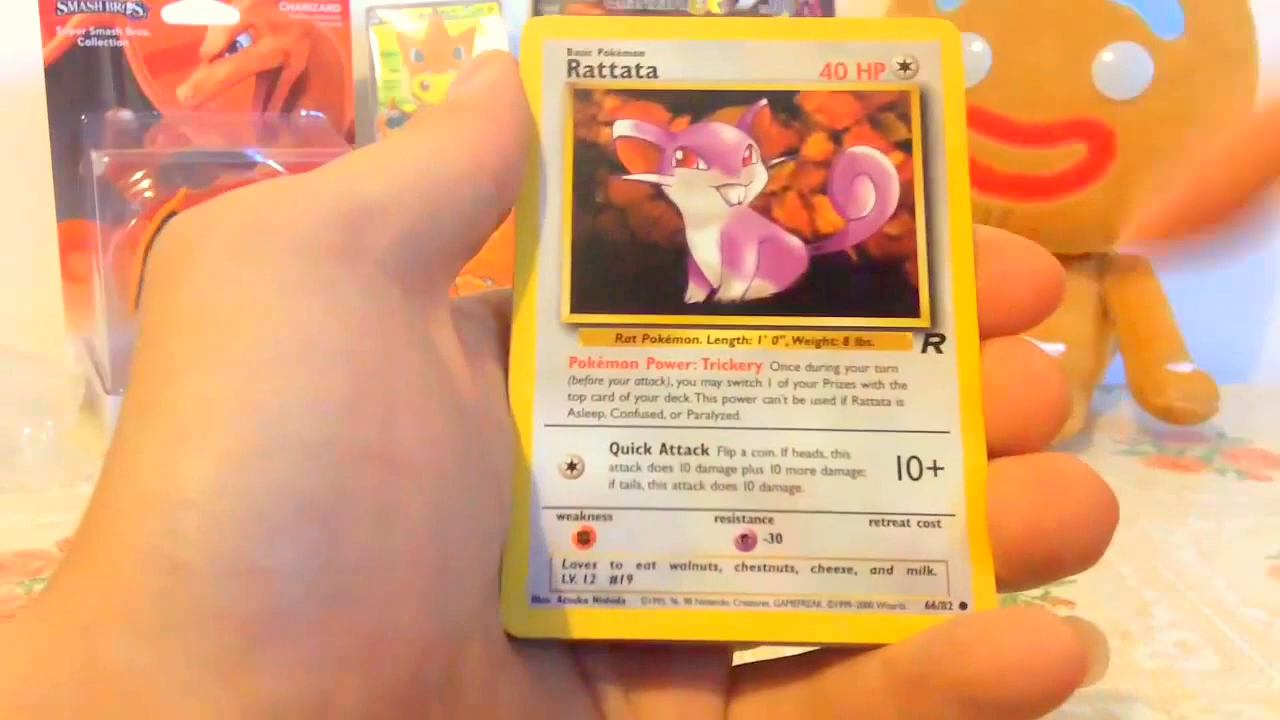 SMASH BROS.
Super Smash Bros.
Collection
CHARIZARD
Basic Pokémon
Rattata
40 HP
Rat Pokémon. Length: 1' 0", Weight: 8 lbs.
R
Pokémon Power: Trickery Once during your turn
(before your attack), you may switch 1 of your Prizes with the
top card of your deck. This power can't be used if Rattata is
Asleep, Confused, or Paralyzed.
Quick Attack Flip a coin. If heads, this
attack does 10 damage plus 10 more damage;
if tails, this attack does 10 damage.
10+
weakness
resistance
retreat cost
-30
Loves to eat walnuts, chestnuts, cheese, and milk.
LV. 12 #19
Illus. Atsuko Nishida ©1995, 96, 98 Nintendo, Creatures, GAMEFREAK. ©1999-2000 Wizards. 66/82